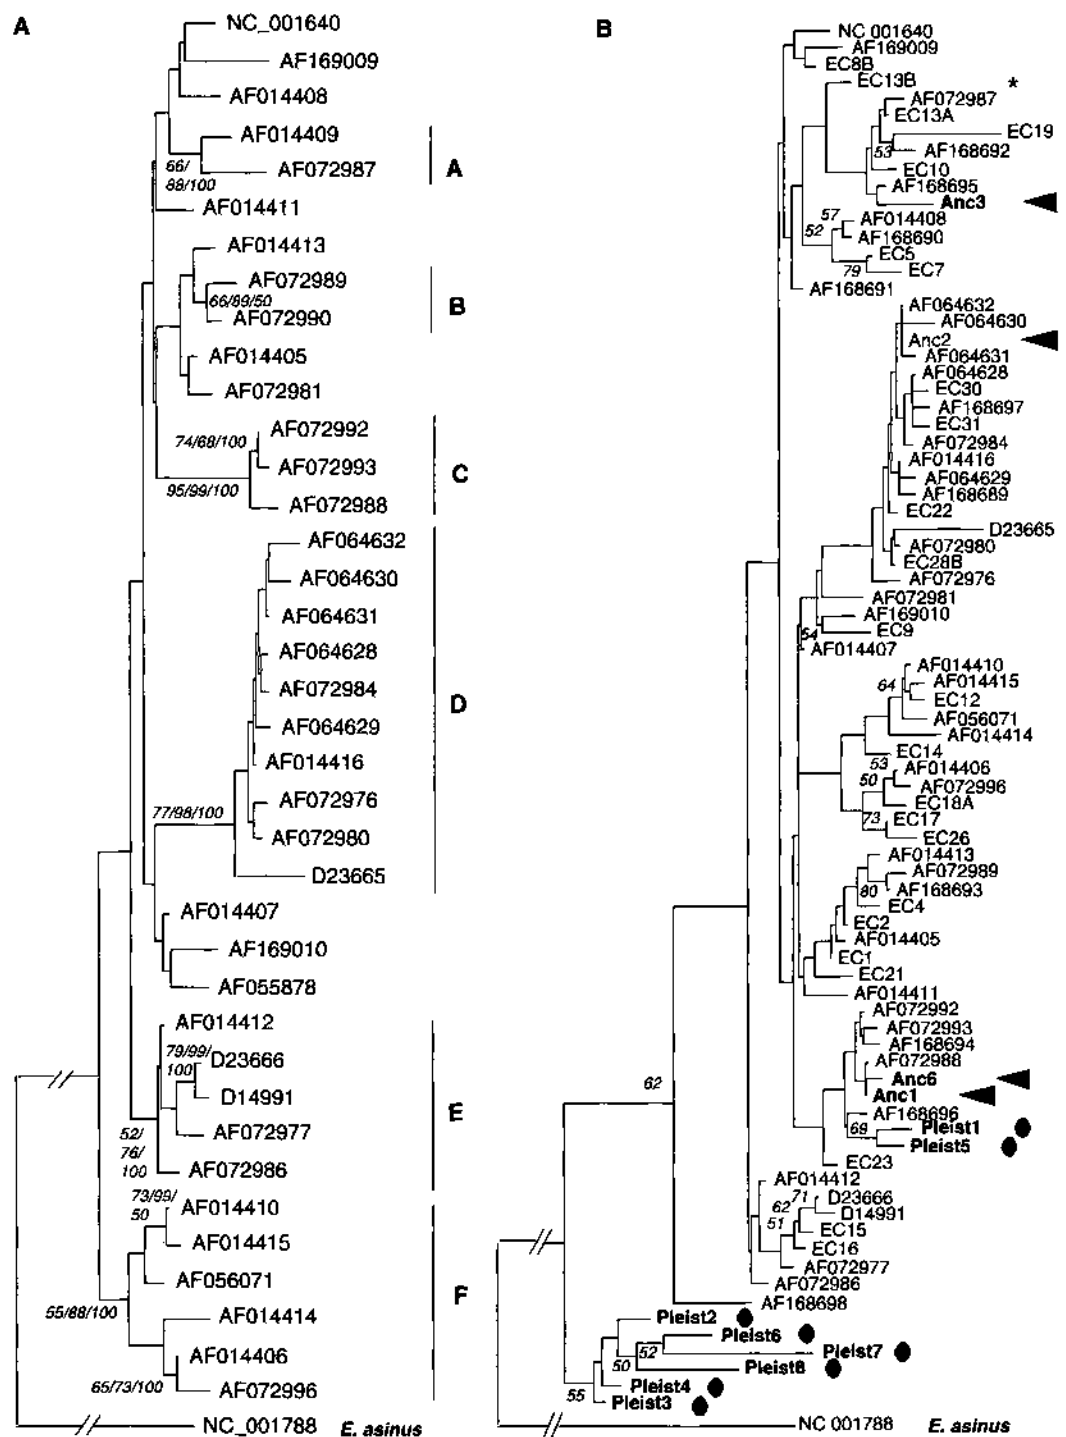 A
NC_001640
AF169009
AF014408
AF014409
66/
88/100
AF072987
A
AF014411
AF014413
AF072989
66/89/50
AF072990
B
AF014405
AF072981
74/68/100
AF072992
AF072993
95/99/100
AF072988
C
AF064632
AF064630
AF064631
AF064628
AF072984
AF064629
AF014416
AF072976
77/98/100
AF072980
D23665
D
AF014407
AF169010
AF055878
AF014412
79/99/
100
D23666
D14991
AF072977
52/
76/
100
AF072986
E
73/99/
50
AF014410
AF014415
AF056071
55/88/100
AF014414
AF014406
65/73/100
AF072996
F
NC_001788
E. asinus
B
NC 001640
AF169009
EC8B
EC13B
*
AF072987
EC13A
EC19
53
AF168692
EC10
AF168695
Anc3
57
AF014408
52
AF168690
EC5
79
EC7
AF168691
AF064632
AF064630
Anc2
AF064631
AF064628
EC30
AF168697
EC31
AF072984
AF014416
AF064629
AF168689
EC22
D23665
AF072980
EC28B
AF072976
AF072981
AF169010
EC9
54
AF014407
AF014410
64
AF014415
EC12
AF056071
AF014414
EC14
53
AF014406
50
AF072996
EC18A
73
EC17
EC26
AF014413
AF072989
80
AF168693
EC4
EC2
AF014405
EC1
EC21
AF014411
AF072992
AF072993
AF168694
AF072988
Anc6
Anc1
AF168696
69
Pleist1
Pleist5
EC23
62
AF014412
71
D23666
62
D14991
51
EC15
EC16
AF072977
AF072986
AF168698
Pleist2
Pleist6
52
Pleist7
50
Pleist8
Pleist4
55
Pleist3
NC 001788
E. asinus